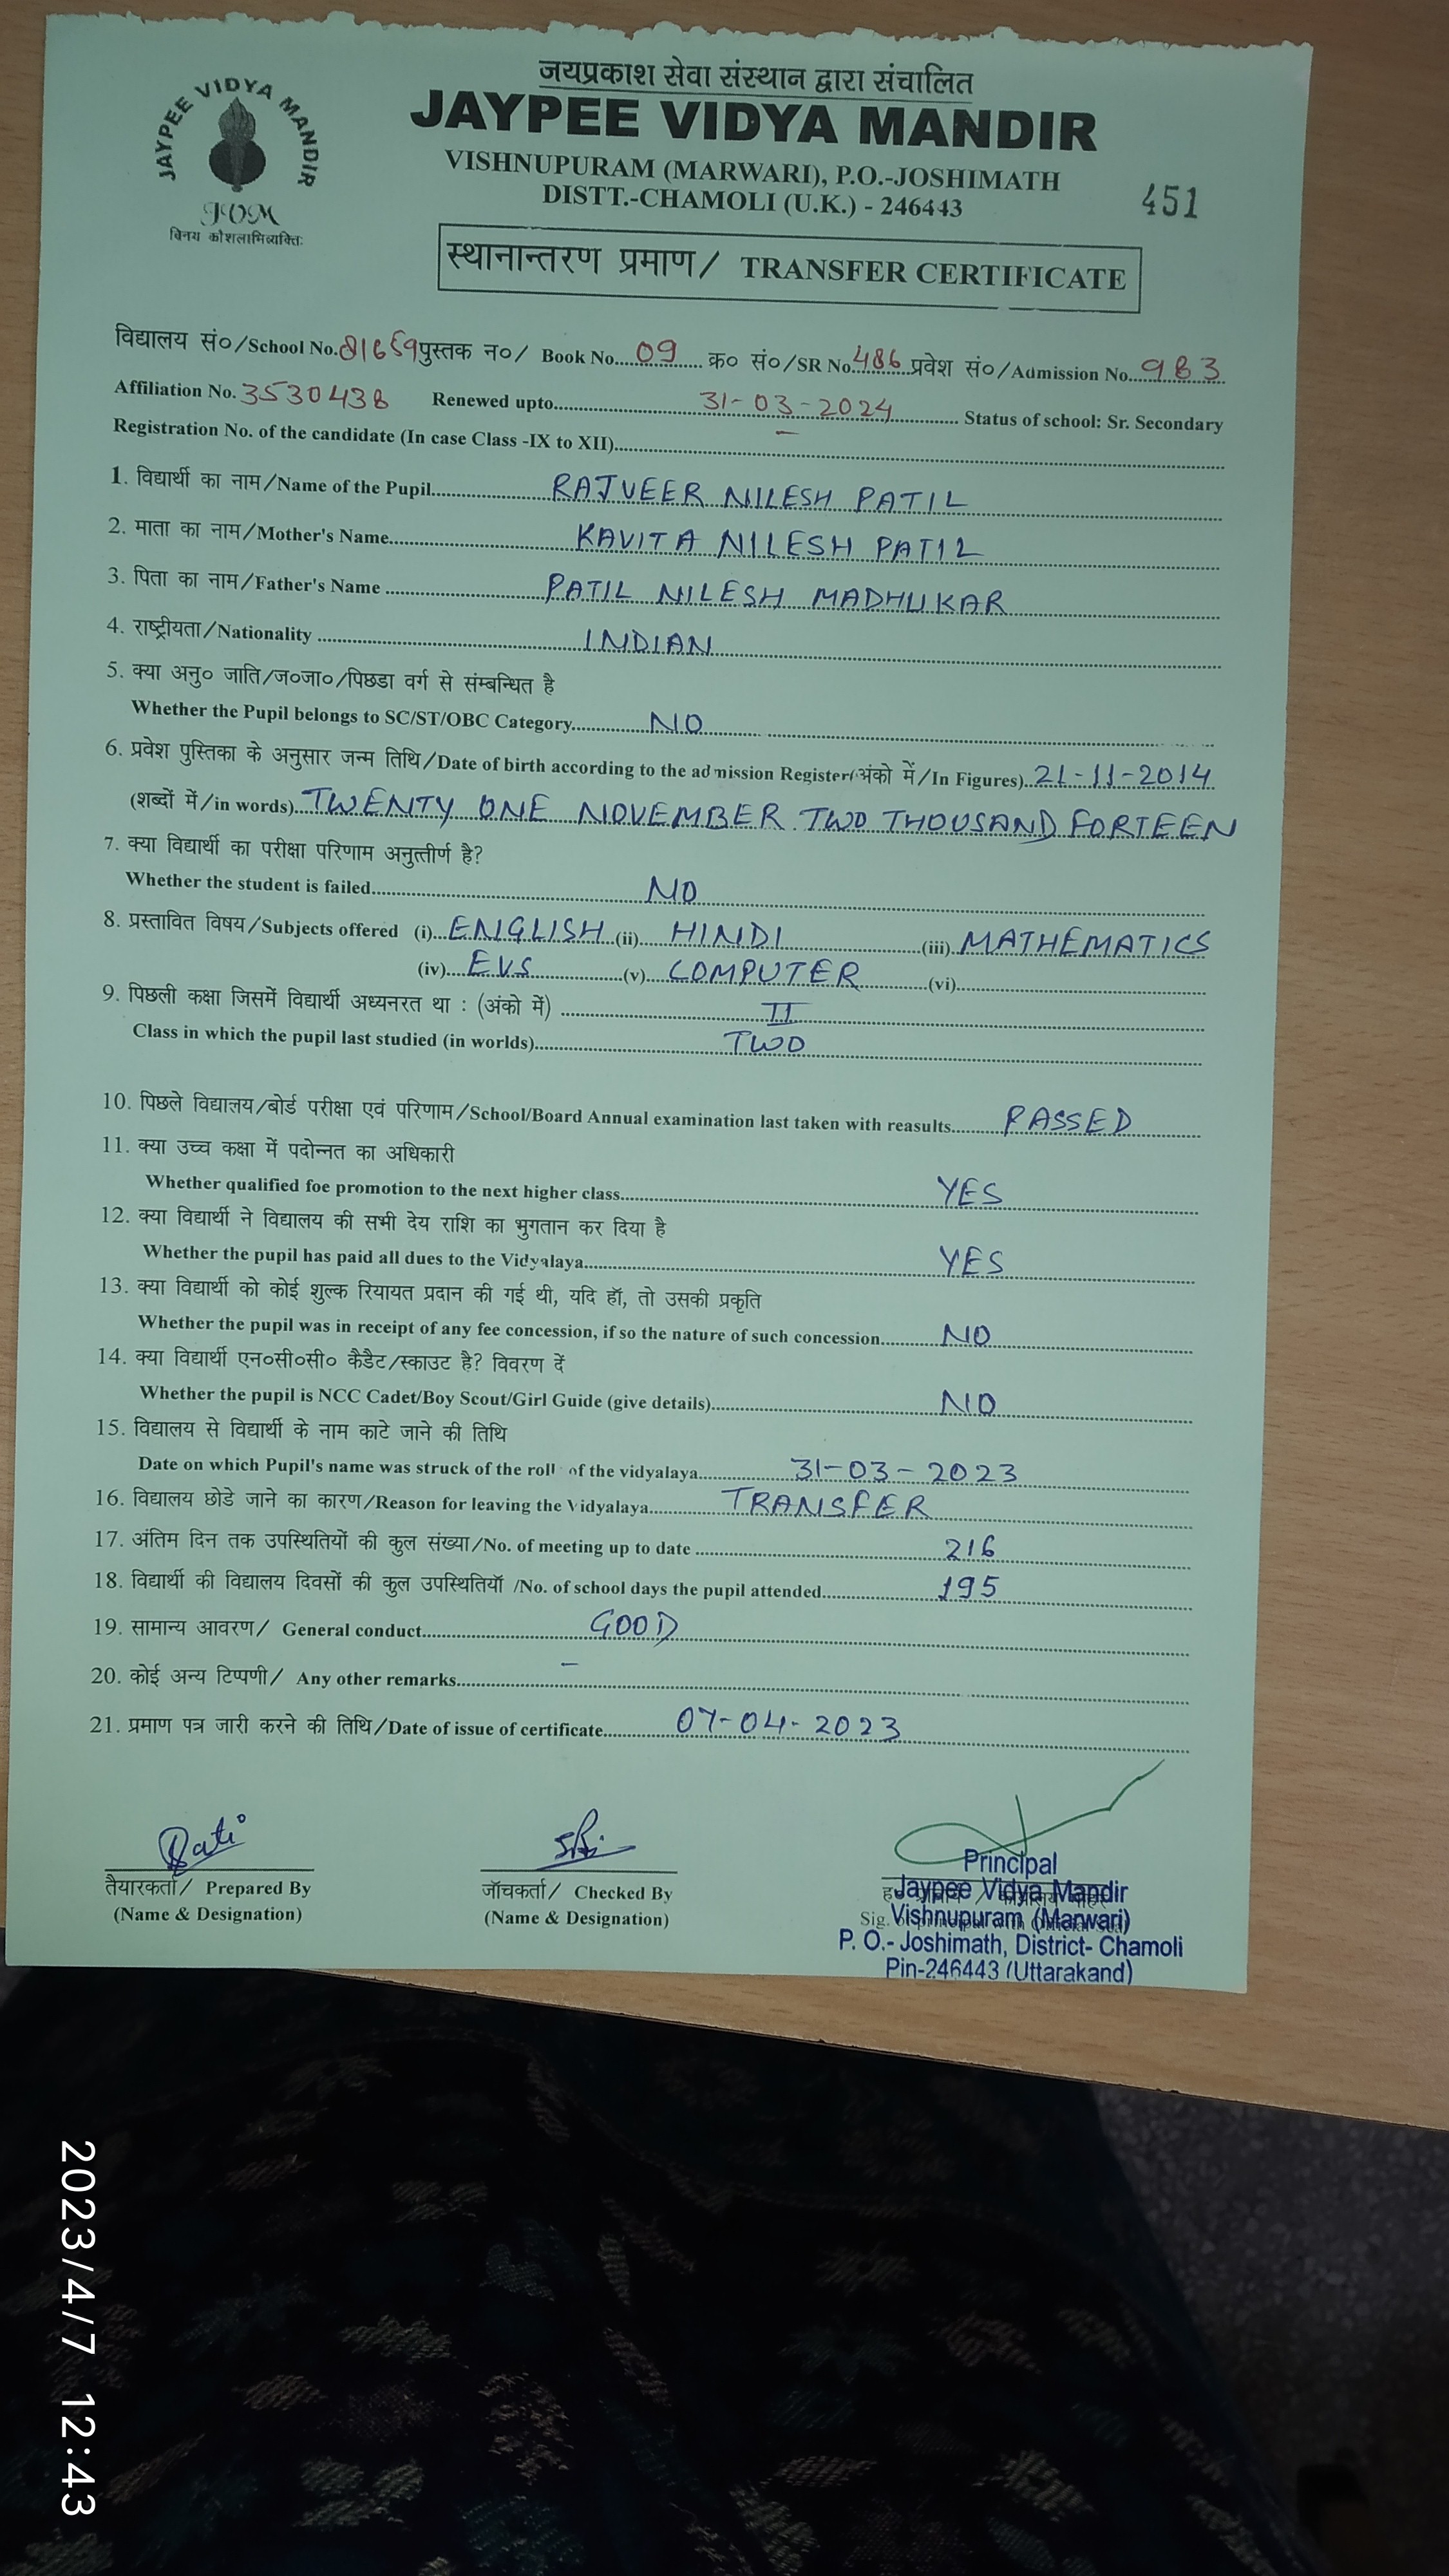 जयप्रकाश सेवा संस्थान द्वारा संचालित
JAYPEE VIDYA MANDIR
JAYPEE VIDYA MANDIR
VISHNUPURAM (MARWARI), P.O.-JOSHIMATH
DISTT.-CHAMOLI (U.K.) - 246443
451
JVM
विनय कौशलाभिव्यक्तिः
स्थानान्तरण प्रमाण/ TRANSFER CERTIFICATE
विद्यालय सं०/School No. 81659 पुस्तक न०/ Book No. 09 क्र० सं०/SR No. 486 प्रवेश सं०/Admission No. 983
Affiliation No. 3530438 Renewed upto 31-03-2024 Status of school: Sr. Secondary
Registration No. of the candidate (In case Class -IX to XII) –
1. विद्यार्थी का नाम/Name of the Pupil RAJVEER NILESH PATIL
2. माता का नाम/Mother's Name KAVITA NILESH PATIL
3. पिता का नाम/Father's Name PATIL NILESH MADHUKAR
4. राष्ट्रीयता/Nationality INDIAN
5. क्या अनु० जाति/ज०जा०/पिछडा वर्ग से संम्बन्धित है
Whether the Pupil belongs to SC/ST/OBC Category NO
6. प्रवेश पुस्तिका के अनुसार जन्म तिथि/Date of birth according to the admission Register(अंको में/In Figures) 21-11-2014
(शब्दों में/in words) TWENTY ONE NOVEMBER TWO THOUSAND FORTEEN
7. क्या विद्यार्थी का परीक्षा परिणाम अनुत्तीर्ण है?
Whether the student is failed NO
8. प्रस्तावित विषय/Subjects offered (i) ENGLISH (ii) HINDI (iii) MATHEMATICS
(iv) EVS (v) COMPUTER (vi)
9. पिछली कक्षा जिसमें विद्यार्थी अध्यनरत था : (अंको में) II
Class in which the pupil last studied (in worlds) TWO
10. पिछले विद्यालय/बोर्ड परीक्षा एवं परिणाम/School/Board Annual examination last taken with reasults PASSED
11. क्या उच्च कक्षा में पदोन्नत का अधिकारी
Whether qualified foe promotion to the next higher class YES
12. क्या विद्यार्थी ने विद्यालय की सभी देय राशि का भुगतान कर दिया है
Whether the pupil has paid all dues to the Vidyalaya YES
13. क्या विद्यार्थी को कोई शुल्क रियायत प्रदान की गई थी, यदि हॉ, तो उसकी प्रकृति
Whether the pupil was in receipt of any fee concession, if so the nature of such concession NO
14. क्या विद्यार्थी एन०सी०सी० कैडैट/स्काउट है? विवरण दें
Whether the pupil is NCC Cadet/Boy Scout/Girl Guide (give details) NO
15. विद्यालय से विद्यार्थी के नाम काटे जाने की तिथि
Date on which Pupil's name was struck of the roll of the vidyalaya 31-03-2023
16. विद्यालय छोडे जाने का कारण/Reason for leaving the Vidyalaya TRANSFER
17. अंतिम दिन तक उपस्थितियों की कुल संख्या/No. of meeting up to date 216
18. विद्यार्थी की विद्यालय दिवसों की कुल उपस्थितियॉ /No. of school days the pupil attended 195
19. सामान्य आवरण/ General conduct GOOD
20. कोई अन्य टिप्पणी/ Any other remarks –
21. प्रमाण पत्र जारी करने की तिथि/Date of issue of certificate 07-04-2023
तैयारकर्ता/ Prepared By
(Name & Designation)
जॉचकर्ता/ Checked By
(Name & Designation)
Principal
Jaypee Vidya Mandir
Vishnupuram (Marwari)
P. O.- Joshimath, District- Chamoli
Pin-246443 (Uttarakand)
2023/4/7 12:43